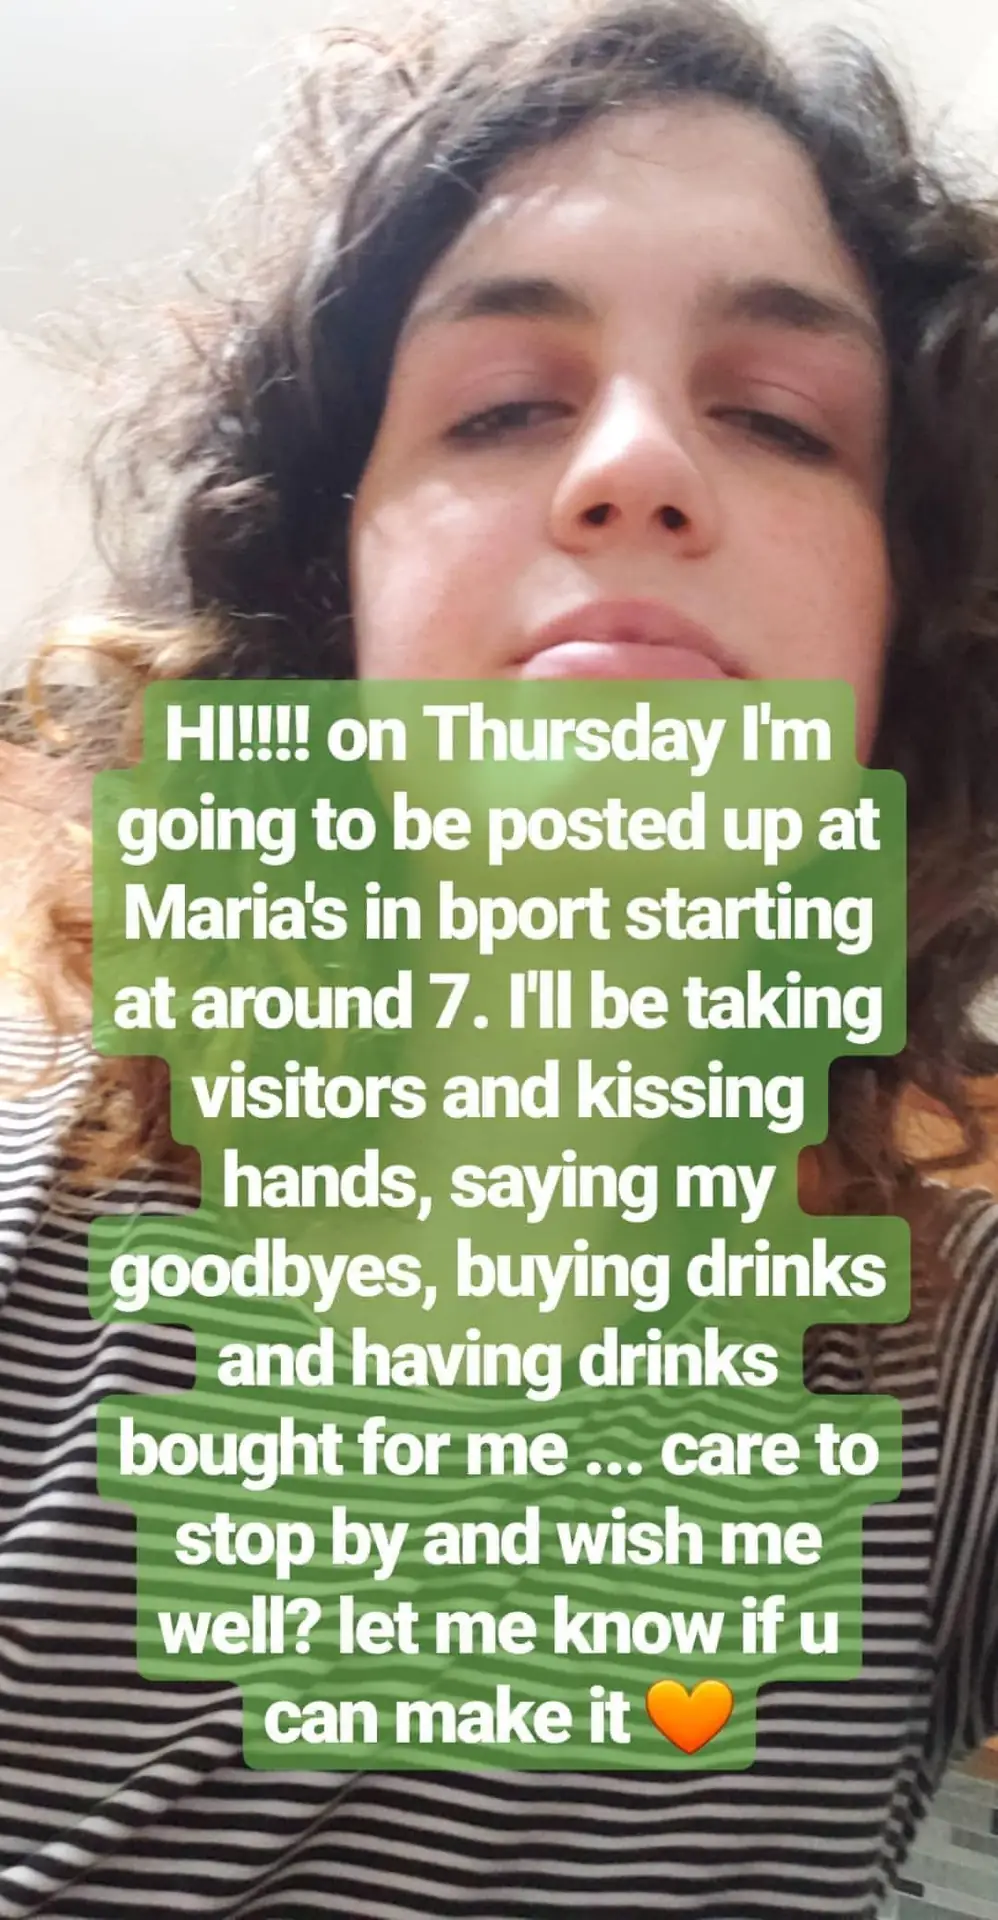 HI!!!! on Thursday I'm
going to be posted up at
Maria's in bport starting
at around 7. I'll be taking
visitors and kissing
hands, saying my
goodbyes, buying drinks
and having drinks
bought for me ... care to
stop by and wish me
well? let me know if u
can make it 🧡